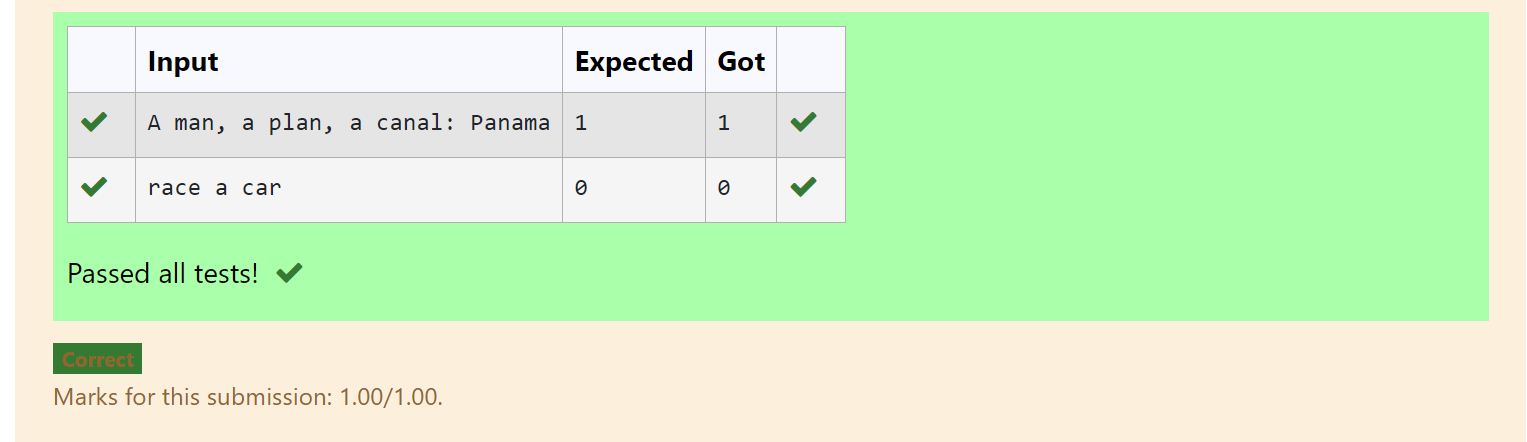 Input Expected Got
A man, a plan, a canal: Panama 1 1
race a car 0 0
Passed all tests!
Correct
Marks for this submission: 1.00/1.00.